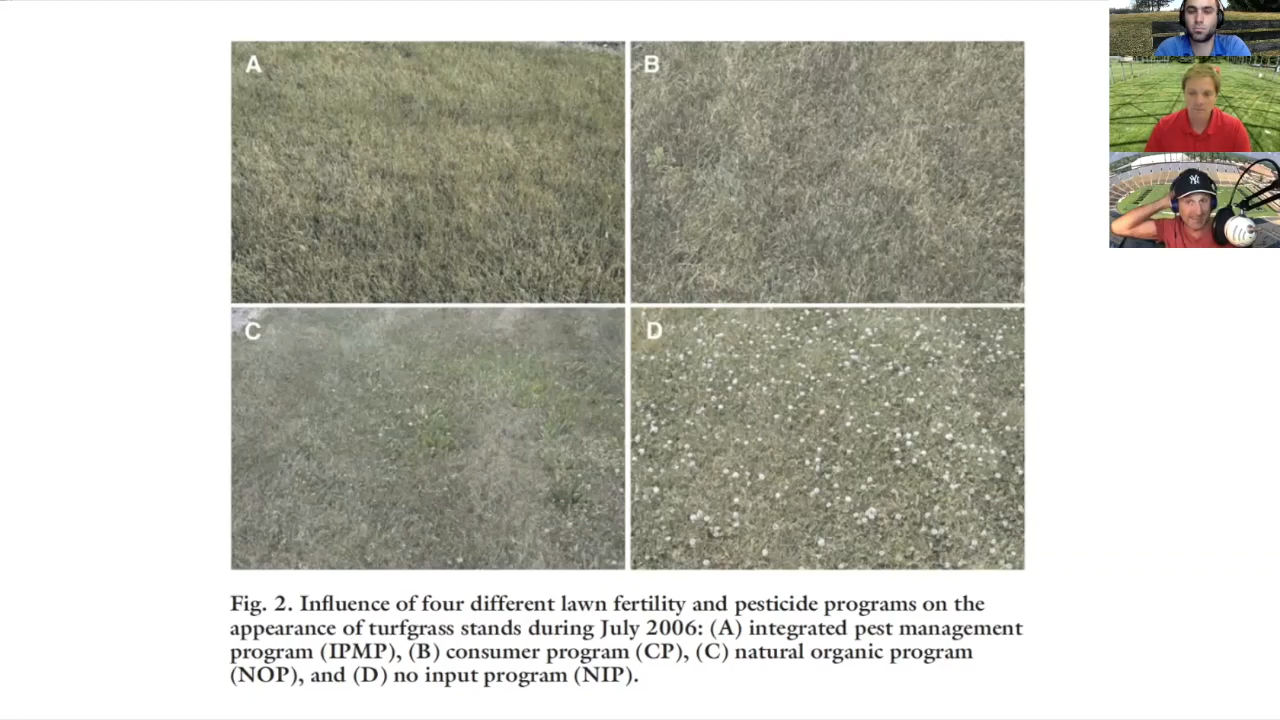 A
B
C
D
Fig. 2. Influence of four different lawn fertility and pesticide programs on the
appearance of turfgrass stands during July 2006: (A) integrated pest management
program (IPMP), (B) consumer program (CP), (C) natural organic program
(NOP), and (D) no input program (NIP).